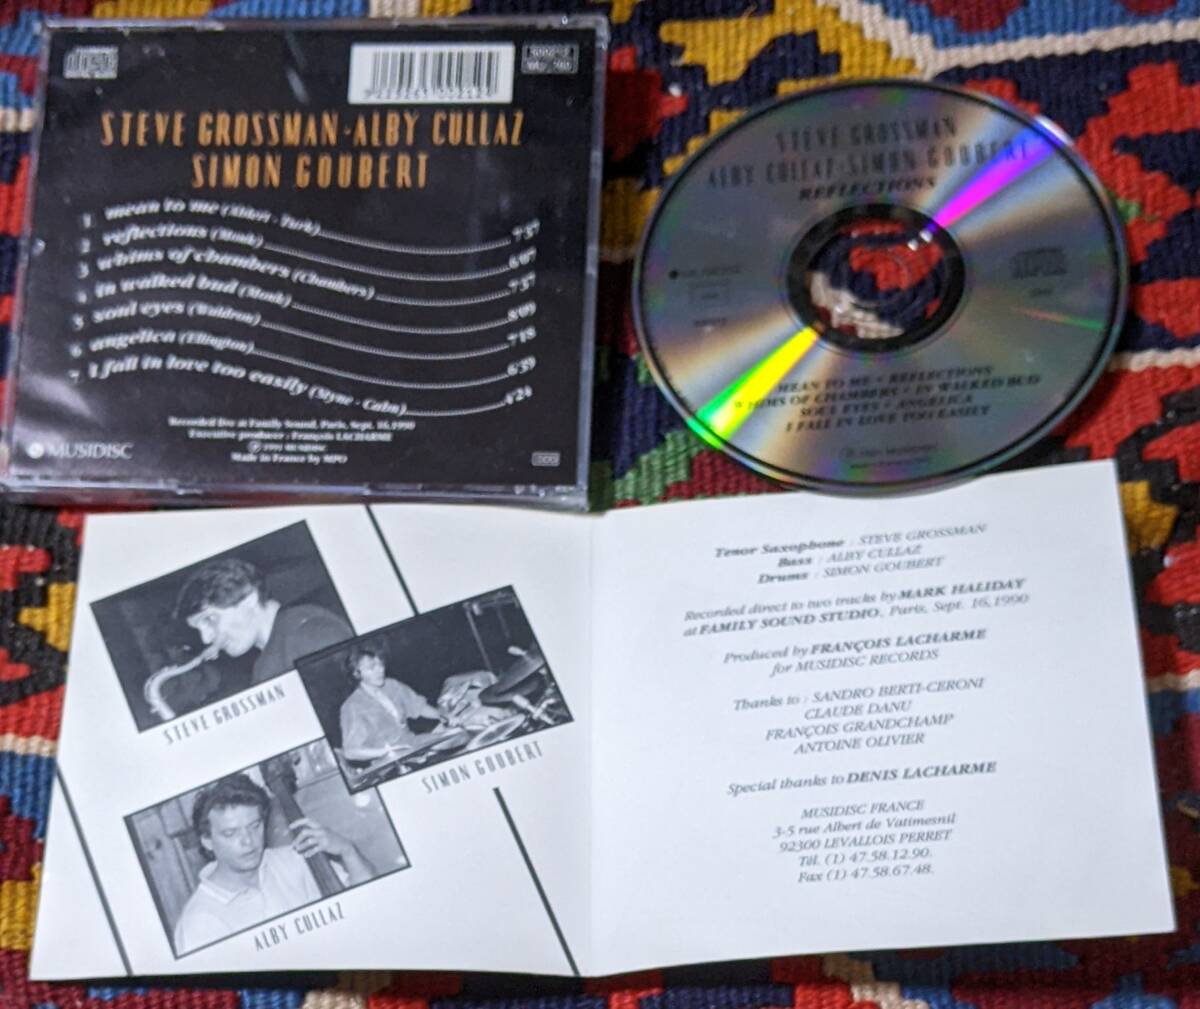 STEVE GROSSMAN·ALBY CULLAZ
SIMON GOUBERT
1 mean to me (Ahlert - Turk) 7'37
2 reflections (Monk) 6'07
3 whims of chambers (Chambers) 7'37
4 in walked bud (Monk) 8'09
5 soul eyes (Waldron) 7'18
6 angelica (Ellington) 6'39
7 I fall in love too easily (Styne - Cahn) 4'24
Recorded live at Family Sound, Paris, Sept. 16, 1990
Executive producer : François LACHARME
Ⓟ 1991 MUSIDISC
Made in France by MPO
MUSIDISC
DDD
STEVE GROSSMAN
ALBY CULLAZ·SIMON GOUBERT
REFLECTIONS
MEAN TO ME • REFLECTIONS
WHIMS OF CHAMBERS • IN WALKED BUD
SOUL EYES • ANGELICA
I FALL IN LOVE TOO EASILY
STEVE GROSSMAN
SIMON GOUBERT
ALBY CULLAZ
Tenor Saxophone : STEVE GROSSMAN
Bass : ALBY CULLAZ
Drums : SIMON GOUBERT
Recorded direct to two tracks by MARK HALIDAY
at FAMILY SOUND STUDIO, Paris, Sept. 16, 1990
Produced by FRANÇOIS LACHARME
for MUSIDISC RECORDS
Thanks to : SANDRO BERTI-CERONI
CLAUDE DANU
FRANÇOIS GRANDCHAMP
ANTOINE OLIVIER
Special thanks to DENIS LACHARME
MUSIDISC FRANCE
3-5 rue Albert de Vatimesnil
92300 LEVALLOIS PERRET
Tél. (1) 47.58.12.90.
Fax (1) 47.58.67.48.